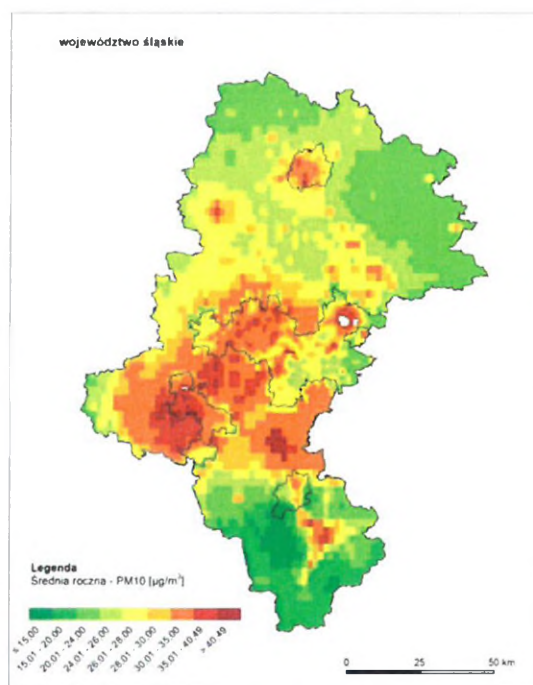 województwo śląskie
Legenda
Średnia roczna - PM10 [µg/m³]
≤ 15.00
15.01 - 20.00
20.01 - 24.00
24.01 - 26.00
26.01 - 28.00
28.01 - 30.00
30.01 - 35.00
35.01 - 40.49
> 40.49
0 25 50 km